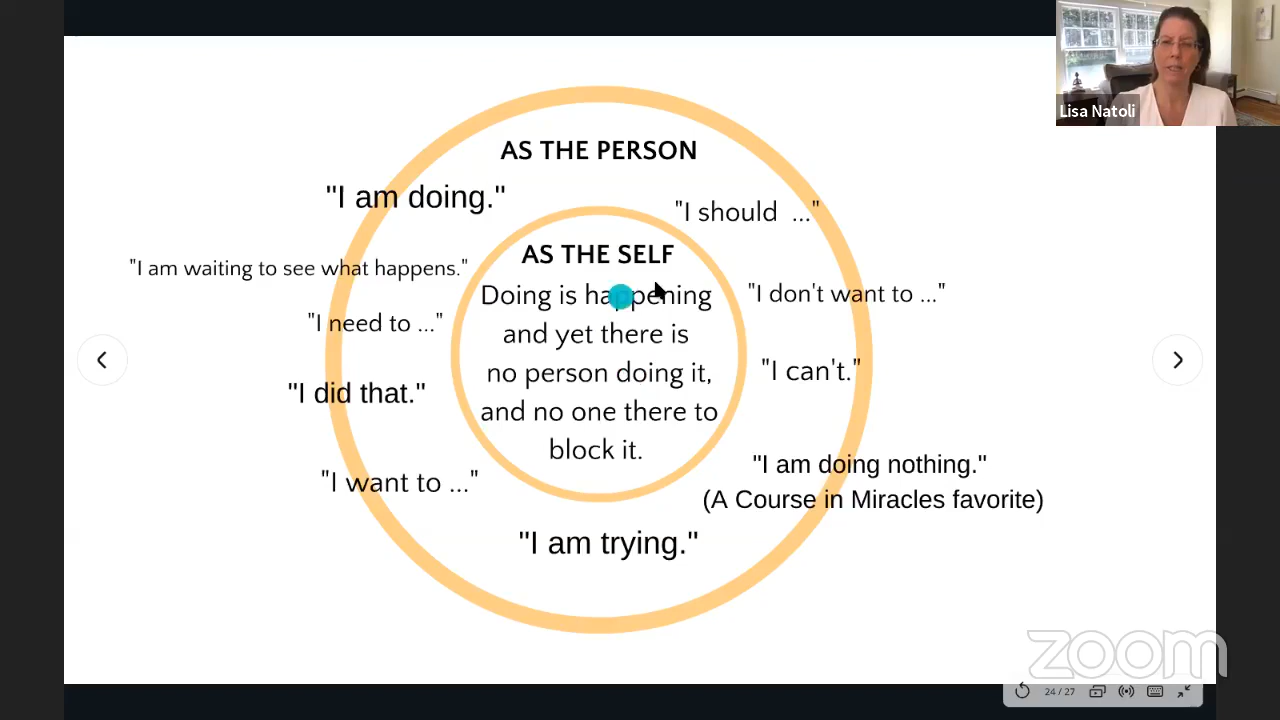 Lisa Natoli
AS THE PERSON
"I am doing."
"I should ..."
AS THE SELF
"I am waiting to see what happens."
Doing is happening
and yet there is
no person doing it,
and no one there to
block it.
"I don't want to ..."
"I need to ..."
"I can't."
"I did that."
"I am doing nothing."
(A Course in Miracles favorite)
"I want to ..."
"I am trying."
zoom
24 / 27